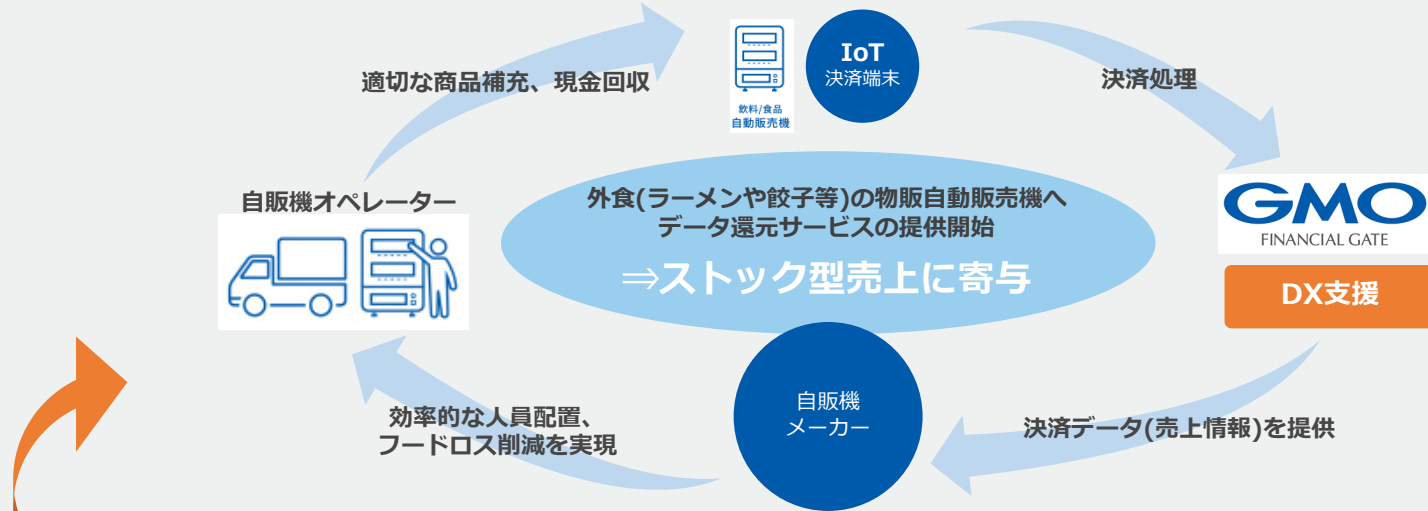 適切な商品補充、現金回収
飲料/食品
自動販売機
IoT
決済端末
決済処理
自販機オペレーター
外食(ラーメンや餃子等)の物販自動販売機へ
データ還元サービスの提供開始
⇒ストック型売上に寄与
GMO
FINANCIAL GATE
DX支援
効率的な人員配置、
フードロス削減を実現
自販機
メーカー
決済データ(売上情報)を提供